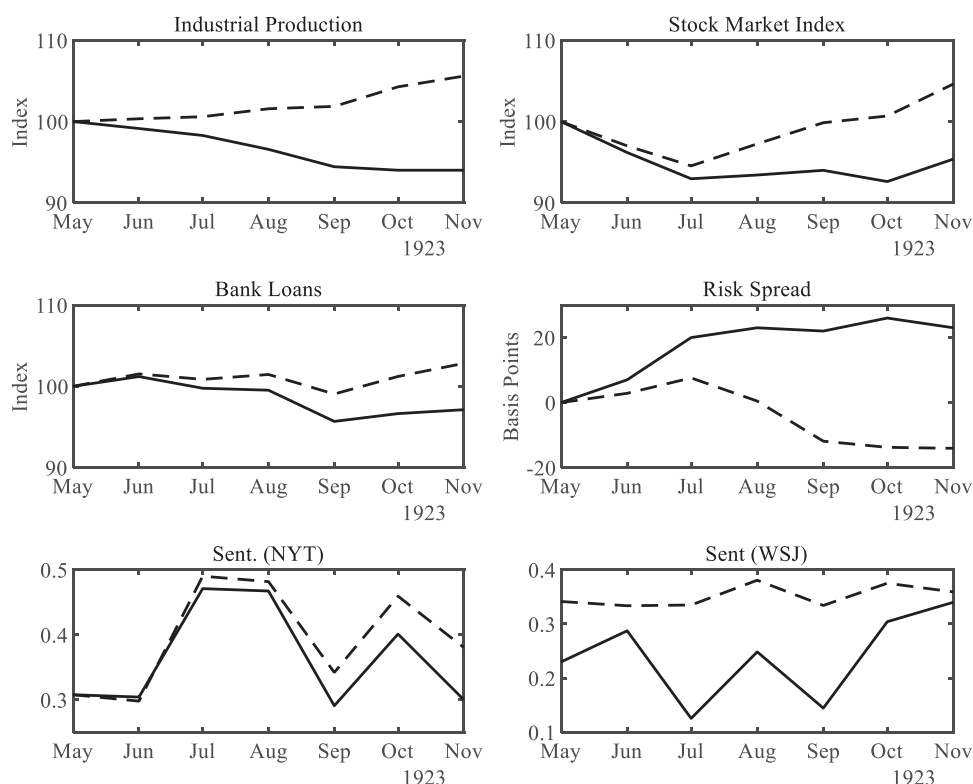 Industrial Production
110
100
90
Index
May Jun Jul Aug Sep Oct Nov
1923
Stock Market Index
110
100
90
Index
May Jun Jul Aug Sep Oct Nov
1923
Bank Loans
110
100
90
Index
May Jun Jul Aug Sep Oct Nov
1923
Risk Spread
20
0
-20
Basis Points
May Jun Jul Aug Sep Oct Nov
1923
Sent. (NYT)
0.5
0.4
0.3
May Jun Jul Aug Sep Oct Nov
1923
Sent (WSJ)
0.4
0.3
0.2
0.1
May Jun Jul Aug Sep Oct Nov
1923